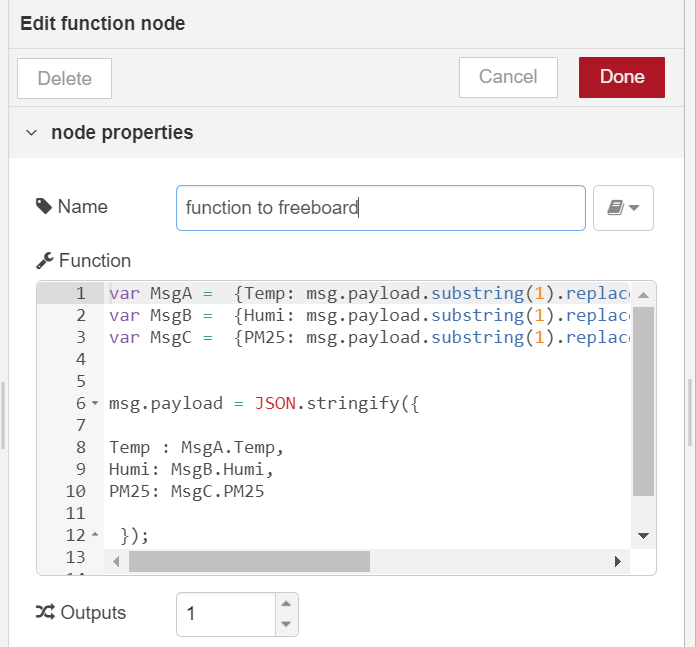 Edit function node
Delete
Cancel
Done
node properties
Name
function to freeboard
Function
1 var MsgA =  {Temp: msg.payload.substring(1).replac
2 var MsgB =  {Humi: msg.payload.substring(1).replac
3 var MsgC =  {PM25: msg.payload.substring(1).replac
4
5
6 msg.payload = JSON.stringify({
7
8 Temp : MsgA.Temp,
9 Humi: MsgB.Humi,
10 PM25: MsgC.PM25
11
12 });
13
Outputs
1